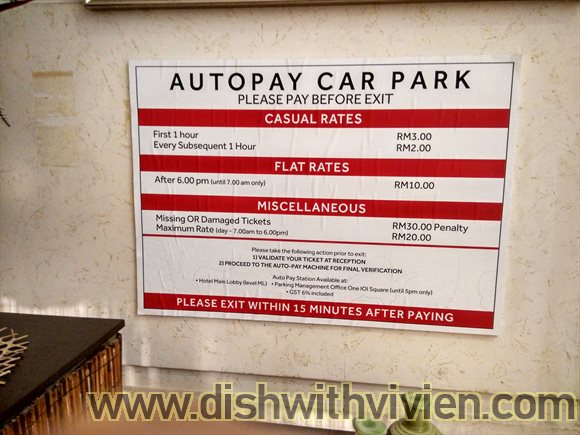 AUTOPAY CAR PARK
PLEASE PAY BEFORE EXIT
CASUAL RATES
First 1 hour RM3.00
Every Subsequent 1 Hour RM2.00
FLAT RATES
After 6.00 pm (until 7.00 am only) RM10.00
MISCELLANEOUS
Missing OR Damaged Tickets RM30.00 Penalty
Maximum Rate (day - 7.00am to 6.00pm) RM20.00
Please take the following action prior to exit:
1) VALIDATE YOUR TICKET AT RECEPTION
2) PROCEED TO THE AUTO-PAY MACHINE FOR FINAL VERIFICATION
Auto Pay Station Available at:
• Hotel Main Lobby (level ML) • Parking Management Office One IOI Square (until 5pm only)
• GST 6% included
PLEASE EXIT WITHIN 15 MINUTES AFTER PAYING
www.dishwithvivien.com